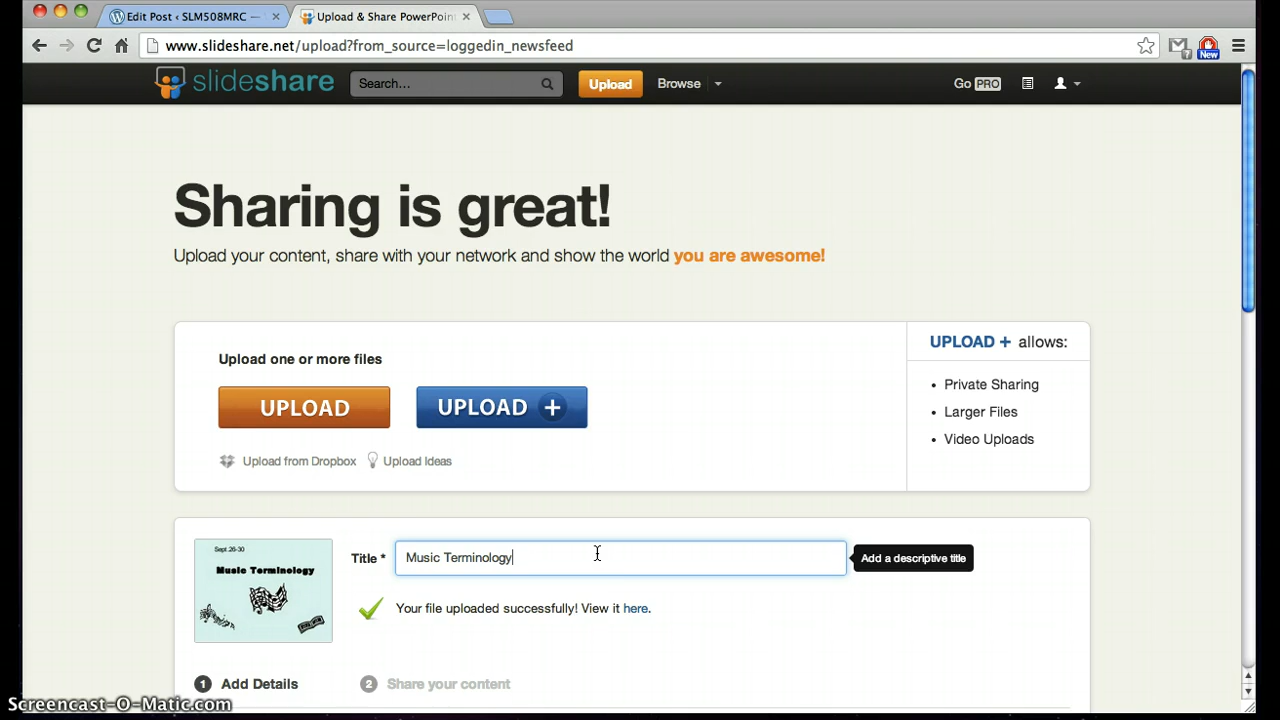 Edit Post ‹ SLM508MRC —
Upload & Share PowerPoint
www.slideshare.net/upload?from_source=loggedin_newsfeed
7
New
slideshare
Search...
Upload
Browse
Go PRO
Sharing is great!
Upload your content, share with your network and show the world you are awesome!
Upload one or more files
UPLOAD
UPLOAD +
Upload from Dropbox
Upload Ideas
UPLOAD + allows:
• Private Sharing
• Larger Files
• Video Uploads
Sept.26-30
Music Terminology
Title *
Music Terminology
Add a descriptive title
Your file uploaded successfully! View it here.
1 Add Details
2 Share your content
Screencast-O-Matic.com